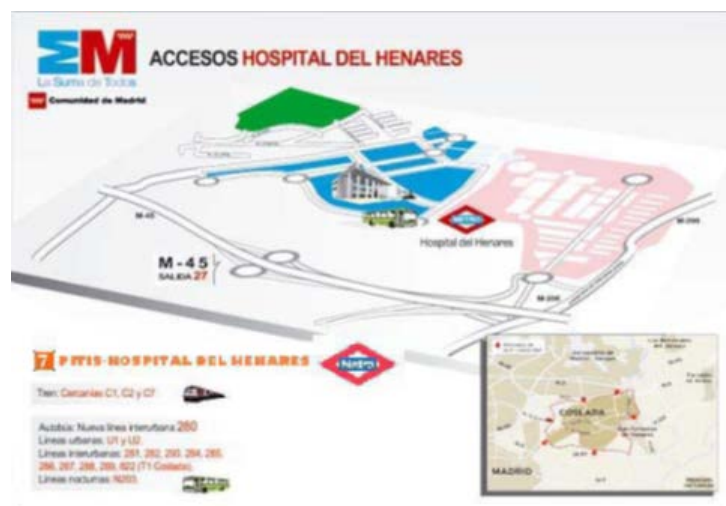 EM
La Suma de Todos
Comunidad de Madrid
ACCESOS HOSPITAL DEL HENARES
M-45
METRO
Hospital del Henares
M-206
M-45
SALIDA 27
7 PITIS-HOSPITAL DEL HENARES
METRO
Tren: Cercanías C1, C2 y C7
Autobús: Nueva línea interurbana 280
Líneas urbanas: U1 y U2.
Líneas interurbanas: 281, 282, 283, 284, 285,
286, 287, 288, 289, 822 (T1 Coslada).
Líneas nocturnas: N203.
COSLADA
MADRID